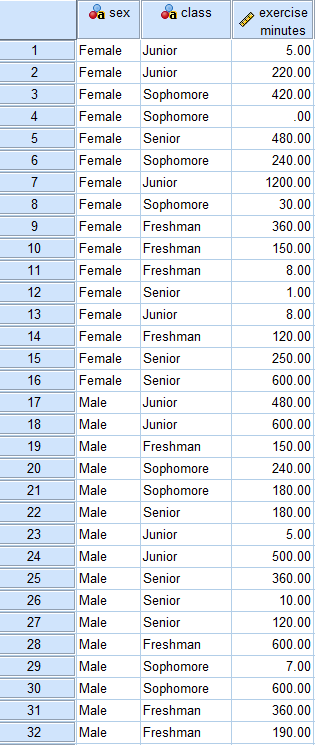 sex class exercise minutes
1 Female Junior 5.00
2 Female Junior 220.00
3 Female Sophomore 420.00
4 Female Sophomore .00
5 Female Senior 480.00
6 Female Sophomore 240.00
7 Female Junior 1200.00
8 Female Sophomore 30.00
9 Female Freshman 360.00
10 Female Freshman 150.00
11 Female Freshman 8.00
12 Female Senior 1.00
13 Female Junior 8.00
14 Female Freshman 120.00
15 Female Senior 250.00
16 Female Senior 600.00
17 Male Junior 480.00
18 Male Junior 600.00
19 Male Freshman 150.00
20 Male Sophomore 240.00
21 Male Sophomore 180.00
22 Male Senior 180.00
23 Male Junior 5.00
24 Male Junior 500.00
25 Male Senior 360.00
26 Male Senior 10.00
27 Male Senior 120.00
28 Male Freshman 600.00
29 Male Sophomore 7.00
30 Male Sophomore 600.00
31 Male Freshman 360.00
32 Male Freshman 190.00